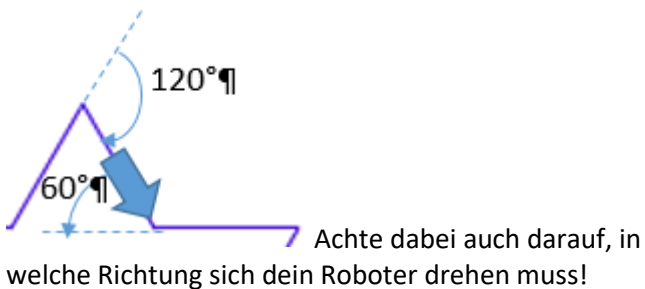 120°¶
60°¶
Achte dabei auch darauf, in
welche Richtung sich dein Roboter drehen muss!